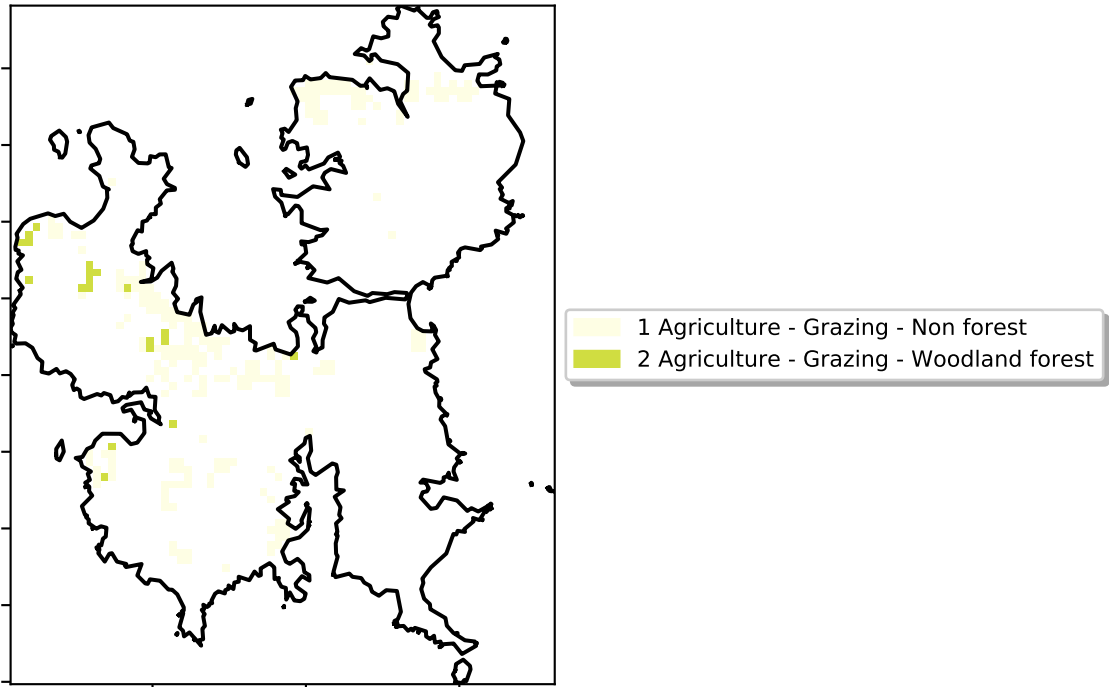 1 Agriculture - Grazing - Non forest
2 Agriculture - Grazing - Woodland forest